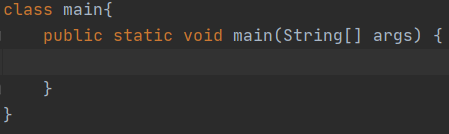 class main{
    public static void main(String[] args) {
    }
}